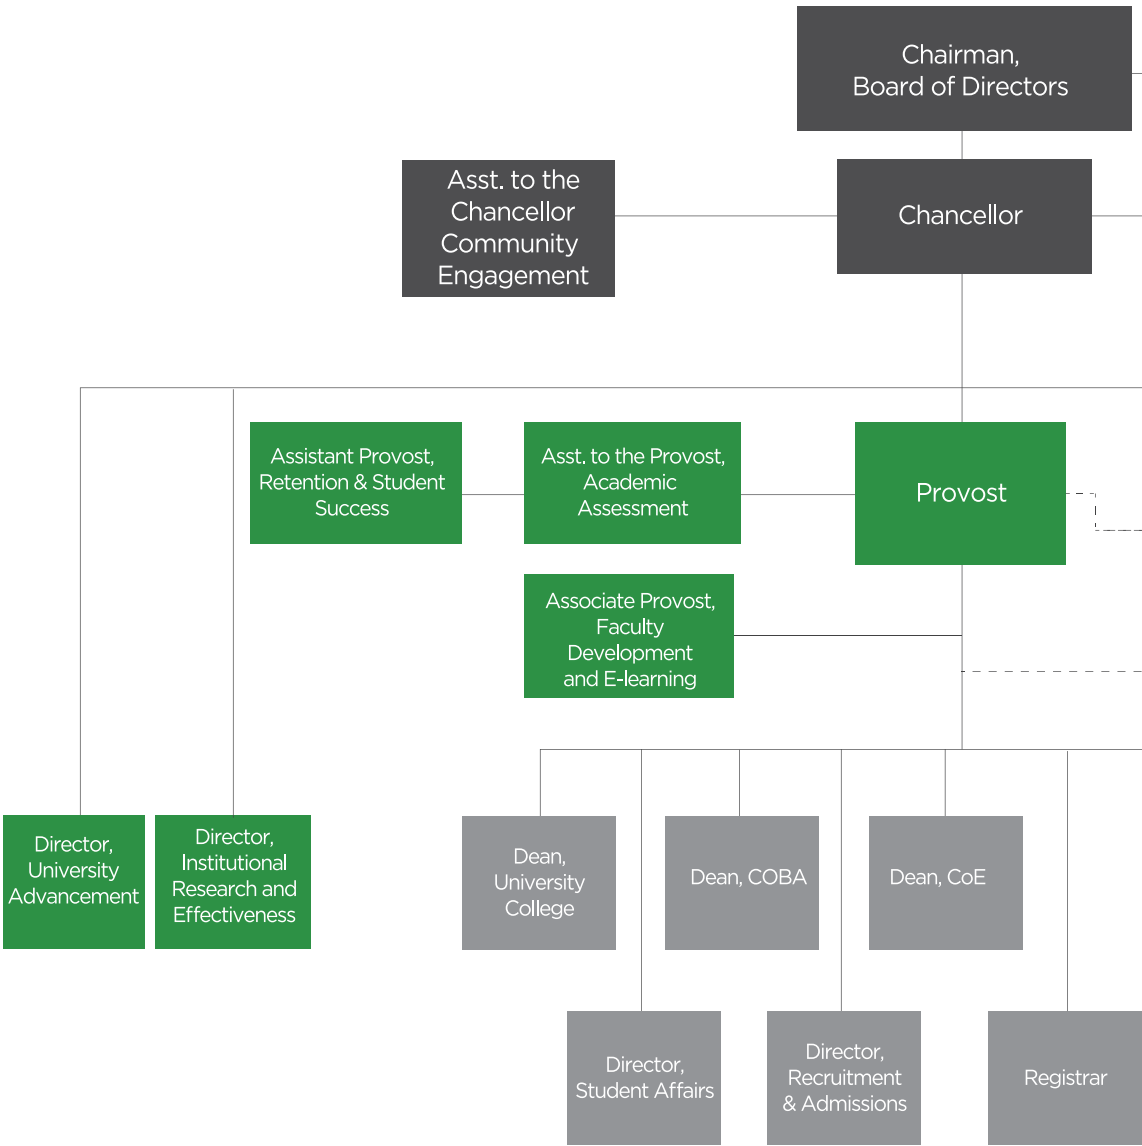 Chairman,
Board of Directors
Asst. to the
Chancellor
Community
Engagement
Chancellor
Assistant Provost,
Retention & Student
Success
Asst. to the Provost,
Academic
Assessment
Provost
Associate Provost,
Faculty
Development
and E-learning
Director,
University
Advancement
Director,
Institutional
Research and
Effectiveness
Dean,
University
College
Dean, COBA
Dean, CoE
Director,
Student Affairs
Director,
Recruitment
& Admissions
Registrar